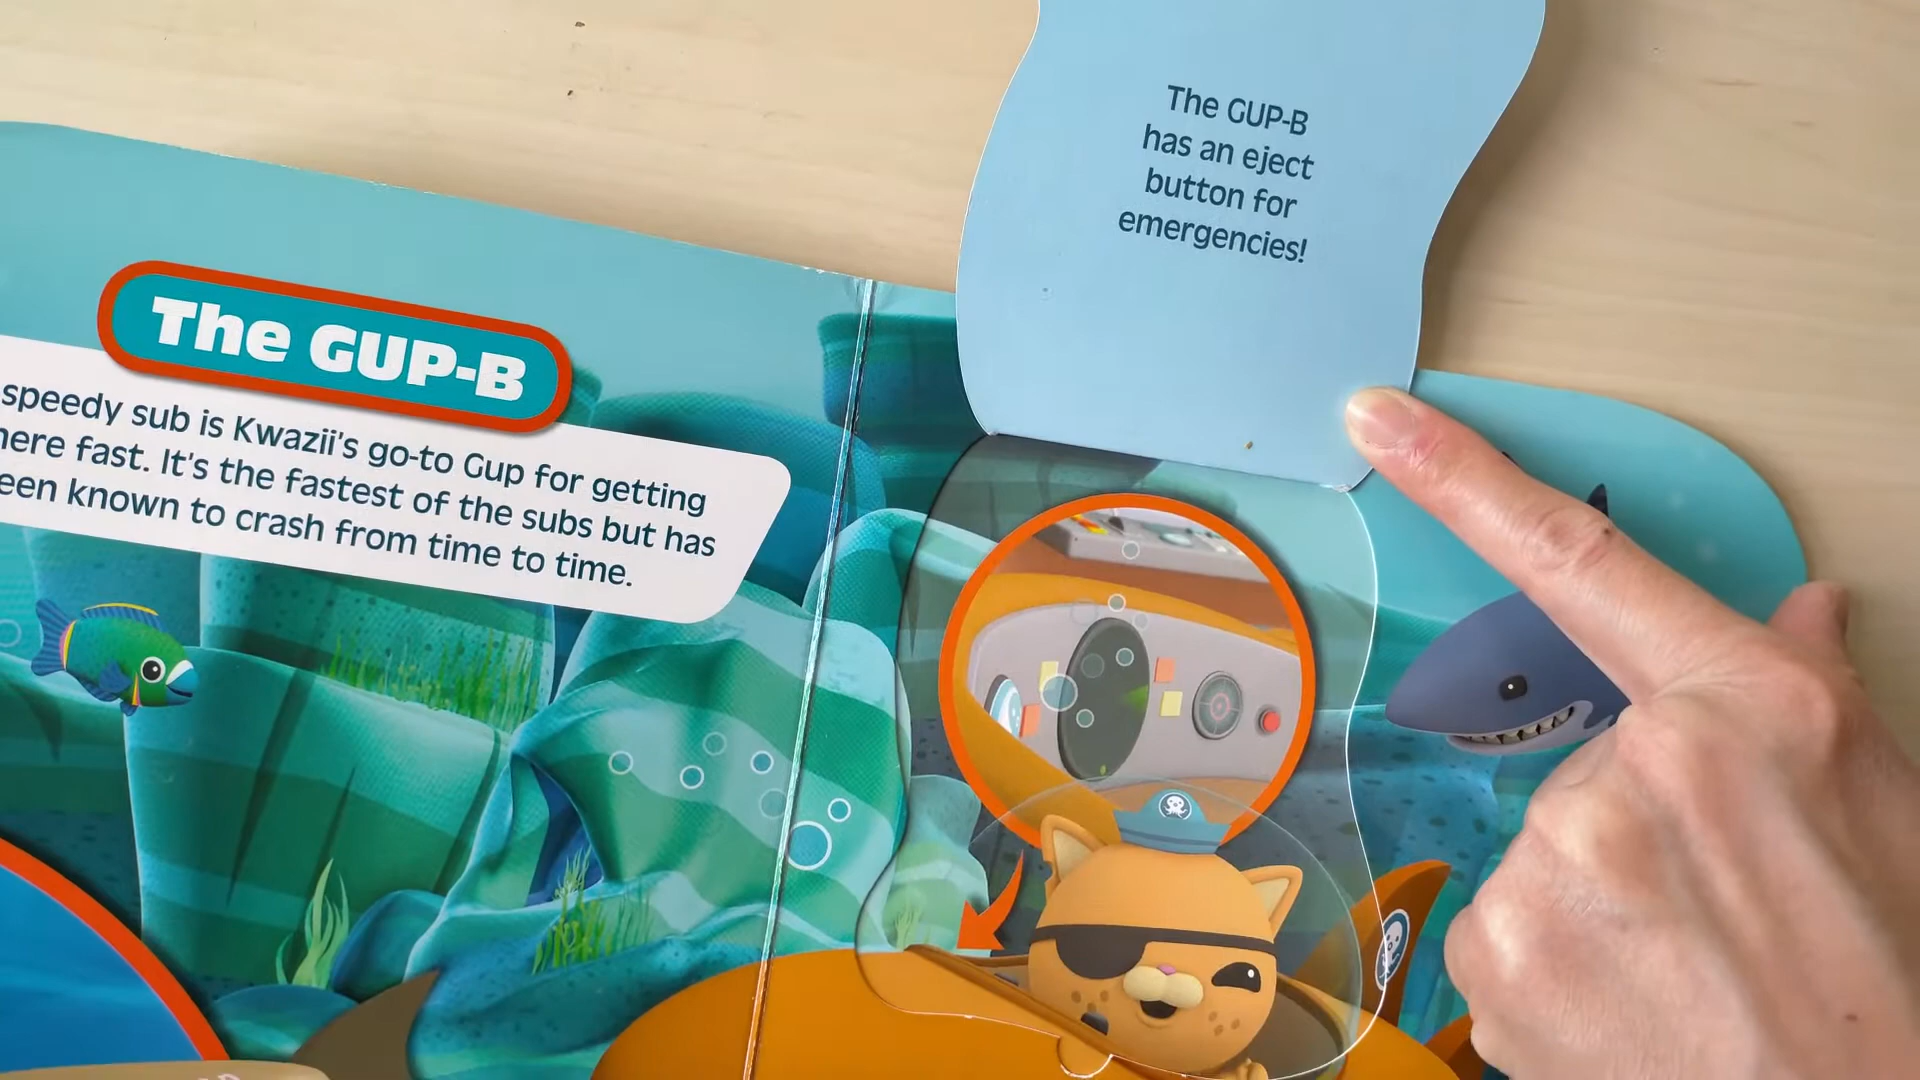 The GUP-B
has an eject
button for
emergencies!
The GUP-B
speedy sub is Kwazii's go-to Gup for getting
here fast. It's the fastest of the subs but has
een known to crash from time to time.